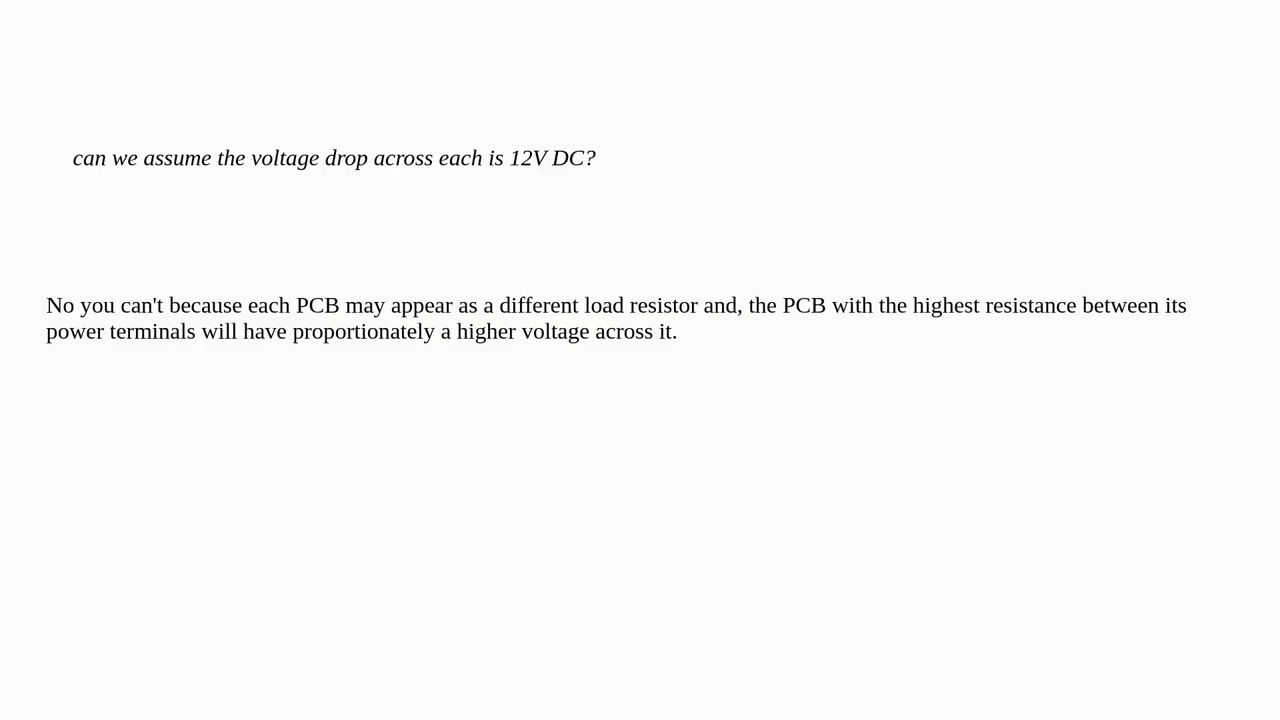 can we assume the voltage drop across each is 12V DC?
No you can't because each PCB may appear as a different load resistor and, the PCB with the highest resistance between its
power terminals will have proportionately a higher voltage across it.